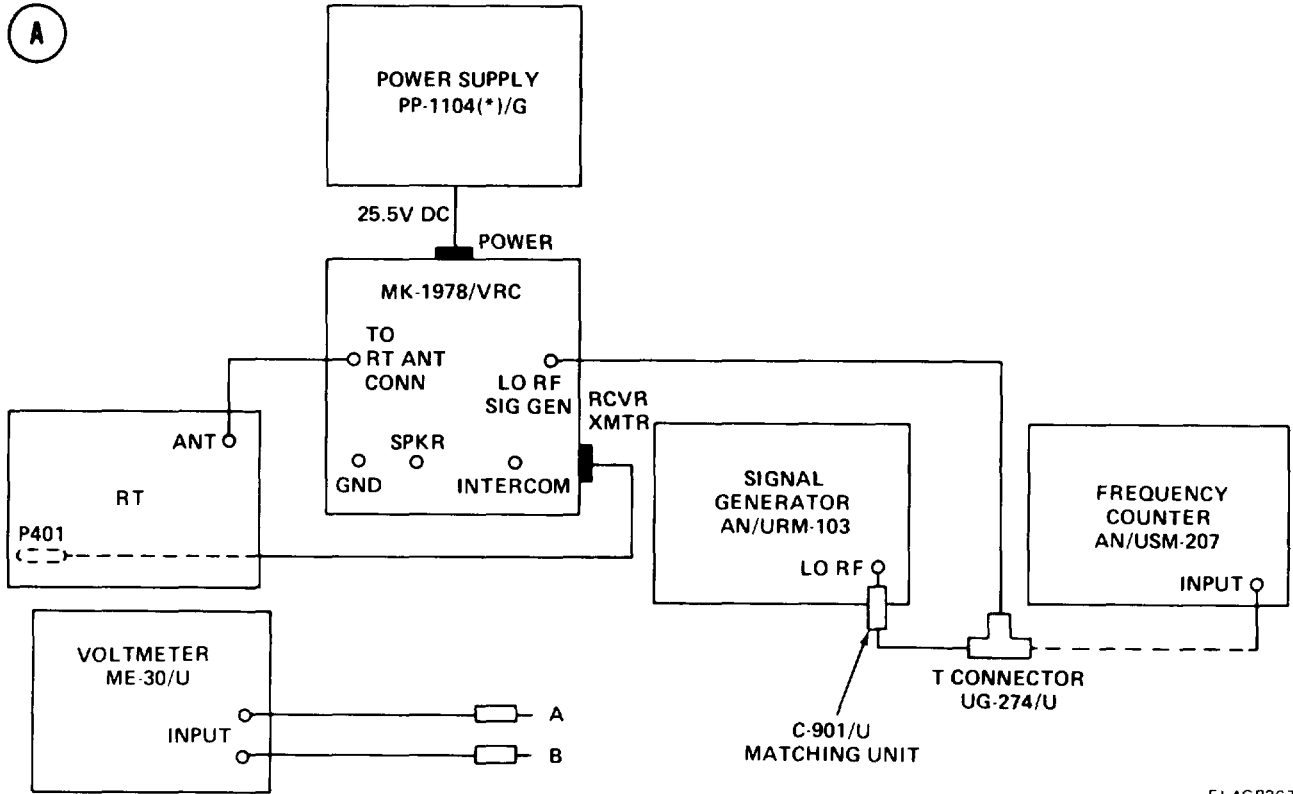 A
POWER SUPPLY
PP-1104(*)/G
25.5V DC
POWER
MK-1978/VRC
TO
RT ANT
CONN
LO RF
SIG GEN
RCVR
XMTR
SPKR
GND
INTERCOM
ANT
RT
P401
SIGNAL
GENERATOR
AN/URM-103
LO RF
FREQUENCY
COUNTER
AN/USM-207
INPUT
VOLTMETER
ME-30/U
INPUT
A
B
T CONNECTOR
UG-274/U
C-901/U
MATCHING UNIT